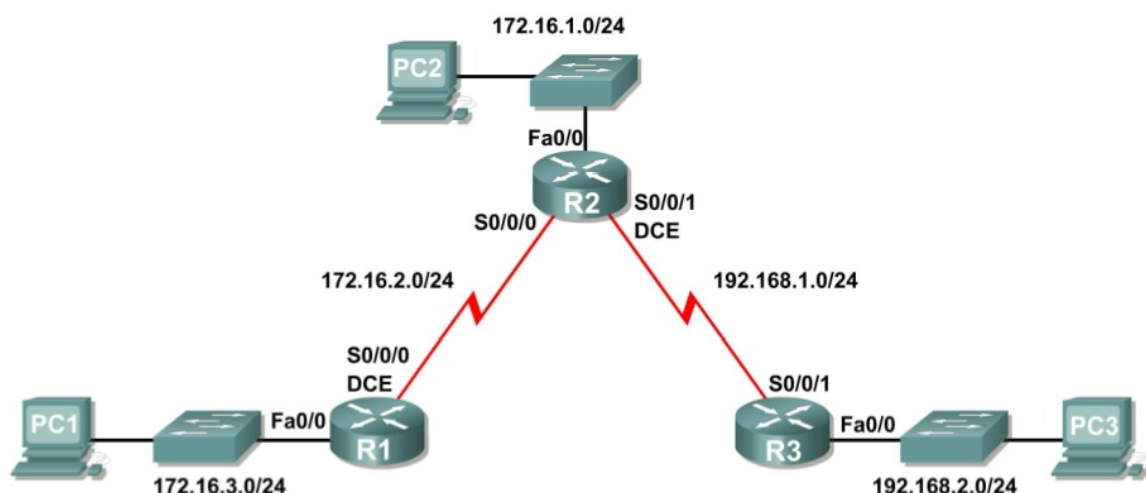 172.16.1.0/24
PC2
Fa0/0
R2
S0/0/0
S0/0/1
DCE
172.16.2.0/24
192.168.1.0/24
S0/0/0
DCE
S0/0/1
PC1
Fa0/0
R1
R3
Fa0/0
PC3
172.16.3.0/24
192.168.2.0/24